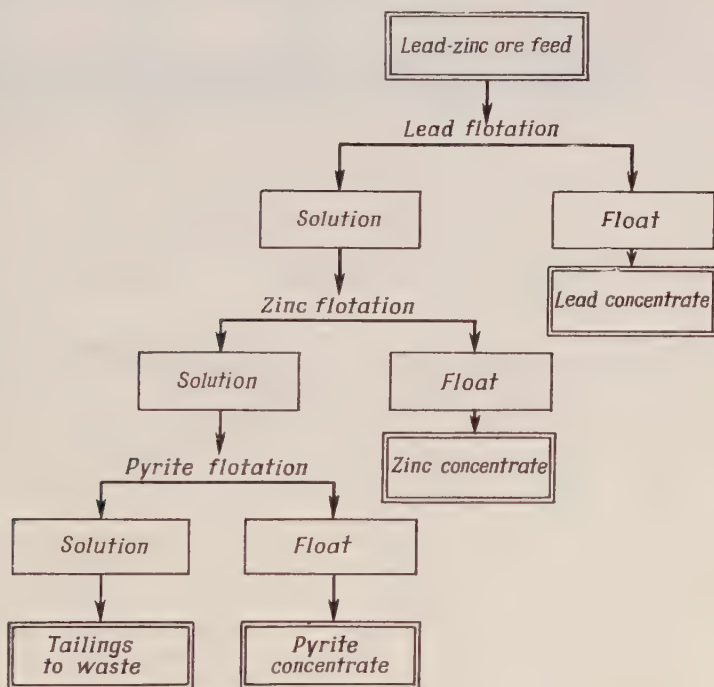 Lead-zinc ore feed
Lead flotation
Solution
Float
Lead concentrate
Zinc flotation
Solution
Float
Zinc concentrate
Pyrite flotation
Solution
Float
Tailings
to waste
Pyrite
concentrate